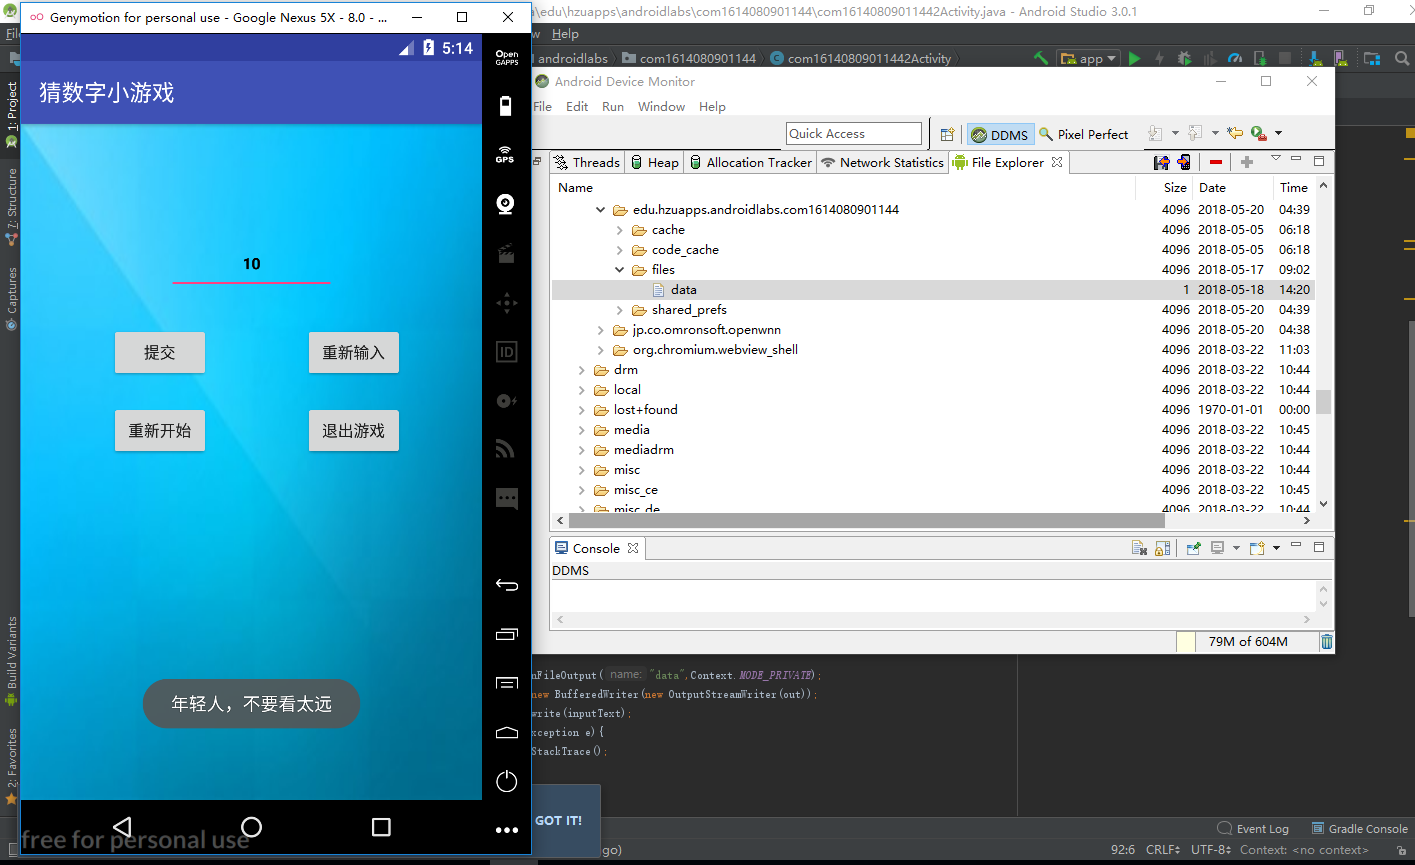 Genymotion for personal use - Google Nexus 5X - 8.0 - ...
a\edu\hzuapps\androidlabs\com1614080901144\com16140809011442Activity.java - Android Studio 3.0.1
Help
androidlabs
com1614080901144
com16140809011442Activity
app
5:14
猜数字小游戏
10
提交
重新输入
重新开始
退出游戏
年轻人，不要看太远
free for personal use
Open GAPPS
GPS
ID
1: Project
7: Structure
Captures
Build Variants
2: Favorites
Android Device Monitor
File Edit Run Window Help
Quick Access
DDMS
Pixel Perfect
Threads
Heap
Allocation Tracker
Network Statistics
File Explorer
Name Size Date Time
edu.hzuapps.androidlabs.com1614080901144 4096 2018-05-20 04:39
cache 4096 2018-05-05 06:18
code_cache 4096 2018-05-05 06:18
files 4096 2018-05-17 09:02
data 1 2018-05-18 14:20
shared_prefs 4096 2018-05-20 04:39
jp.co.omronsoft.openwnn 4096 2018-05-20 04:38
org.chromium.webview_shell 4096 2018-03-22 11:03
drm 4096 2018-03-22 10:44
local 4096 2018-03-22 10:44
lost+found 4096 1970-01-01 00:00
media 4096 2018-03-22 10:45
mediadrm 4096 2018-03-22 10:44
misc 4096 2018-03-22 10:44
misc_ce 4096 2018-03-22 10:45
misc_de 4096 2018-03-22 10:44
Console
DDMS
79M of 604M
nFileOutput( name: "data",Context.MODE_PRIVATE);
new BufferedWriter(new OutputStreamWriter(out));
write(inputText);
xception e){
StackTrace();
GOT IT!
go)
Event Log
Gradle Console
92:6 CRLF UTF-8 Context: <no context>